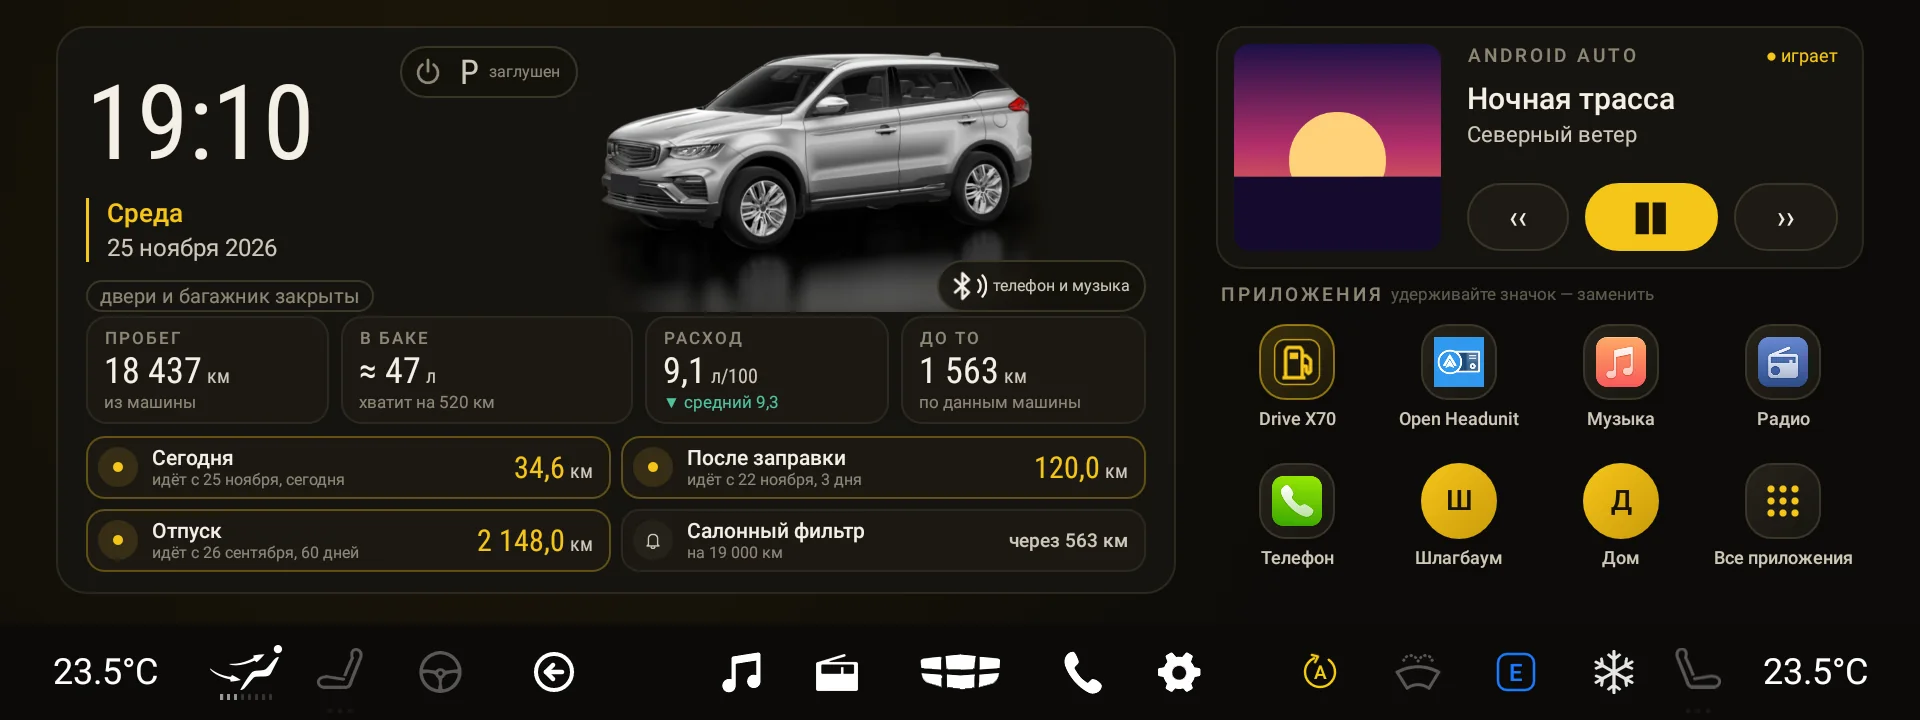 19:10
P заглушен
Среда
25 ноября 2026
двери и багажник закрыты
телефон и музыка
ПРОБЕГ
18 437 км
из машины
В БАКЕ
≈ 47 л
хватит на 520 км
РАСХОД
9,1 л/100
▼ средний 9,3
ДО ТО
1 563 км
по данным машины
Сегодня
идёт с 25 ноября, сегодня
34,6 км
После заправки
идёт с 22 ноября, 3 дня
120,0 км
Отпуск
идёт с 26 сентября, 60 дней
2 148,0 км
Салонный фильтр
на 19 000 км
через 563 км
ANDROID AUTO
● играет
Ночная трасса
Северный ветер
‹‹
››
ПРИЛОЖЕНИЯ удерживайте значок — заменить
Drive X70
Open Headunit
Музыка
Радио
Ш
Д
Телефон
Шлагбаум
Дом
Все приложения
23.5°C
A
E
23.5°C